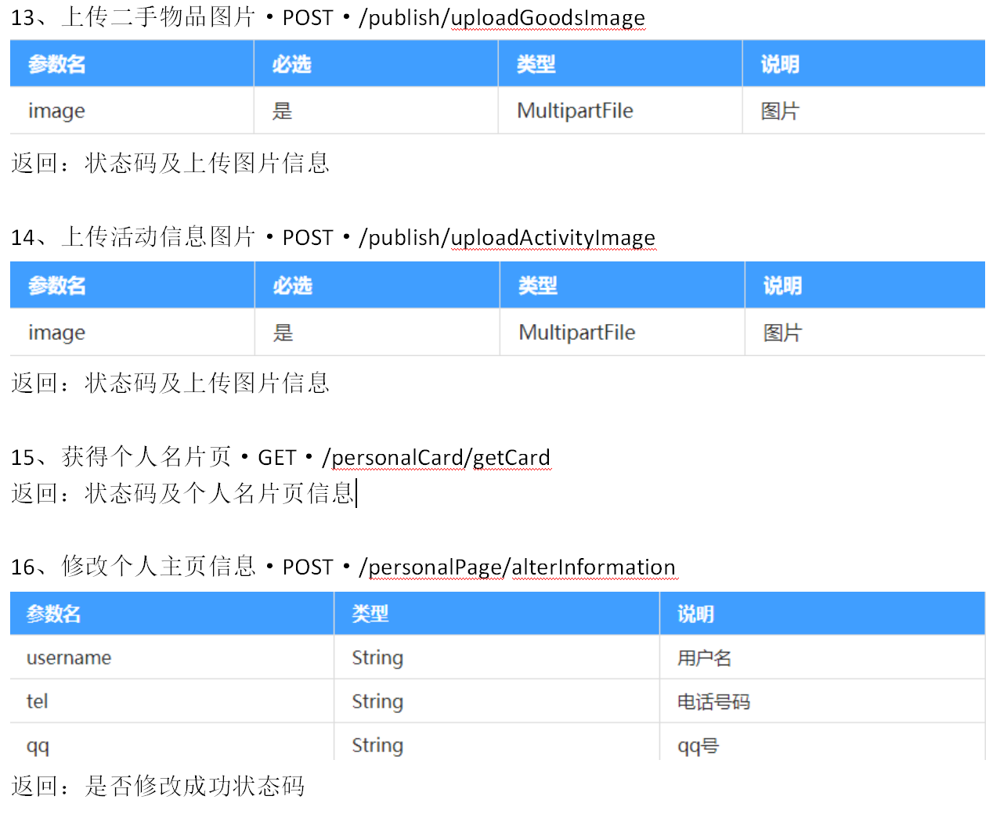 13、上传二手物品图片・POST・/publish/uploadGoodsImage
参数名 必选 类型 说明
image 是 MultipartFile 图片
返回：状态码及上传图片信息
14、上传活动信息图片・POST・/publish/uploadActivityImage
参数名 必选 类型 说明
image 是 MultipartFile 图片
返回：状态码及上传图片信息
15、获得个人名片页・GET・/personalCard/getCard
返回：状态码及个人名片页信息
16、修改个人主页信息・POST・/personalPage/alterInformation
参数名 类型 说明
username String 用户名
tel String 电话号码
qq String qq号
返回：是否修改成功状态码